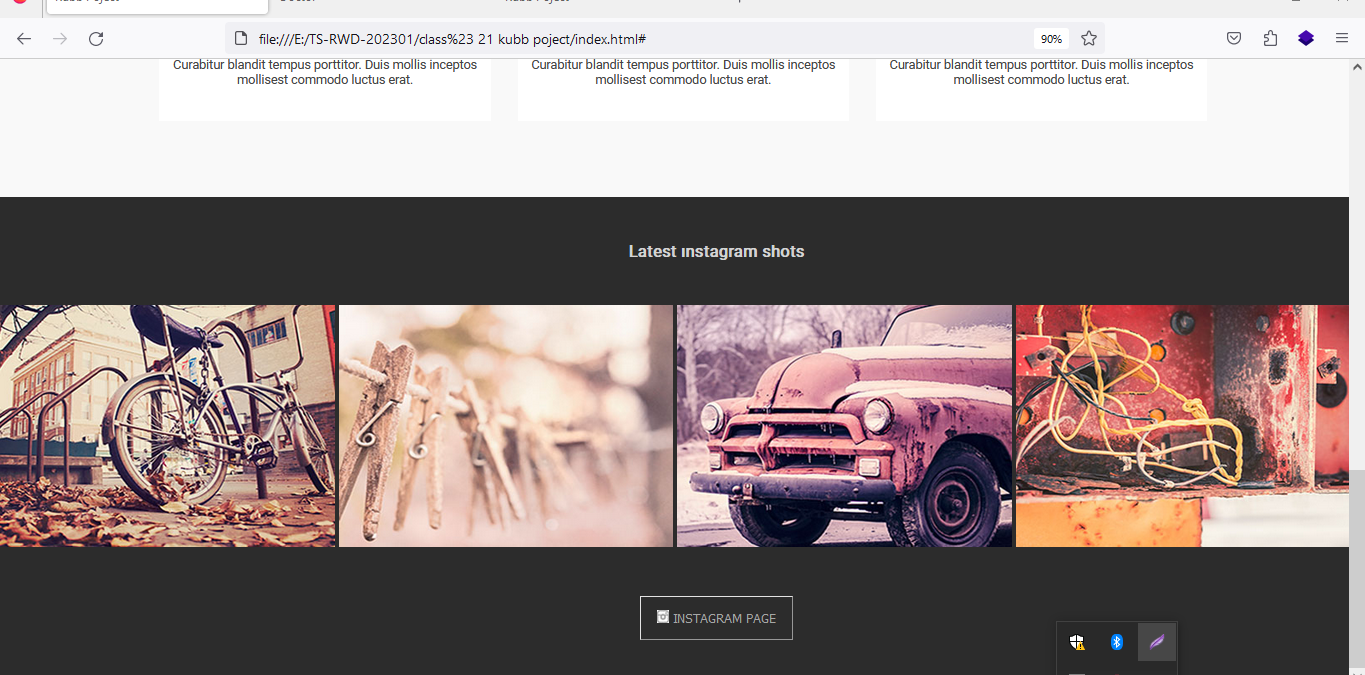 file:///E:/TS-RWD-202301/class%23 21 kubb poject/index.html#
90%
Curabitur blandit tempus porttitor. Duis mollis inceptos
mollisest commodo luctus erat.
Curabitur blandit tempus porttitor. Duis mollis inceptos
mollisest commodo luctus erat.
Curabitur blandit tempus porttitor. Duis mollis inceptos
mollisest commodo luctus erat.
Latest ınstagram shots
INSTAGRAM PAGE